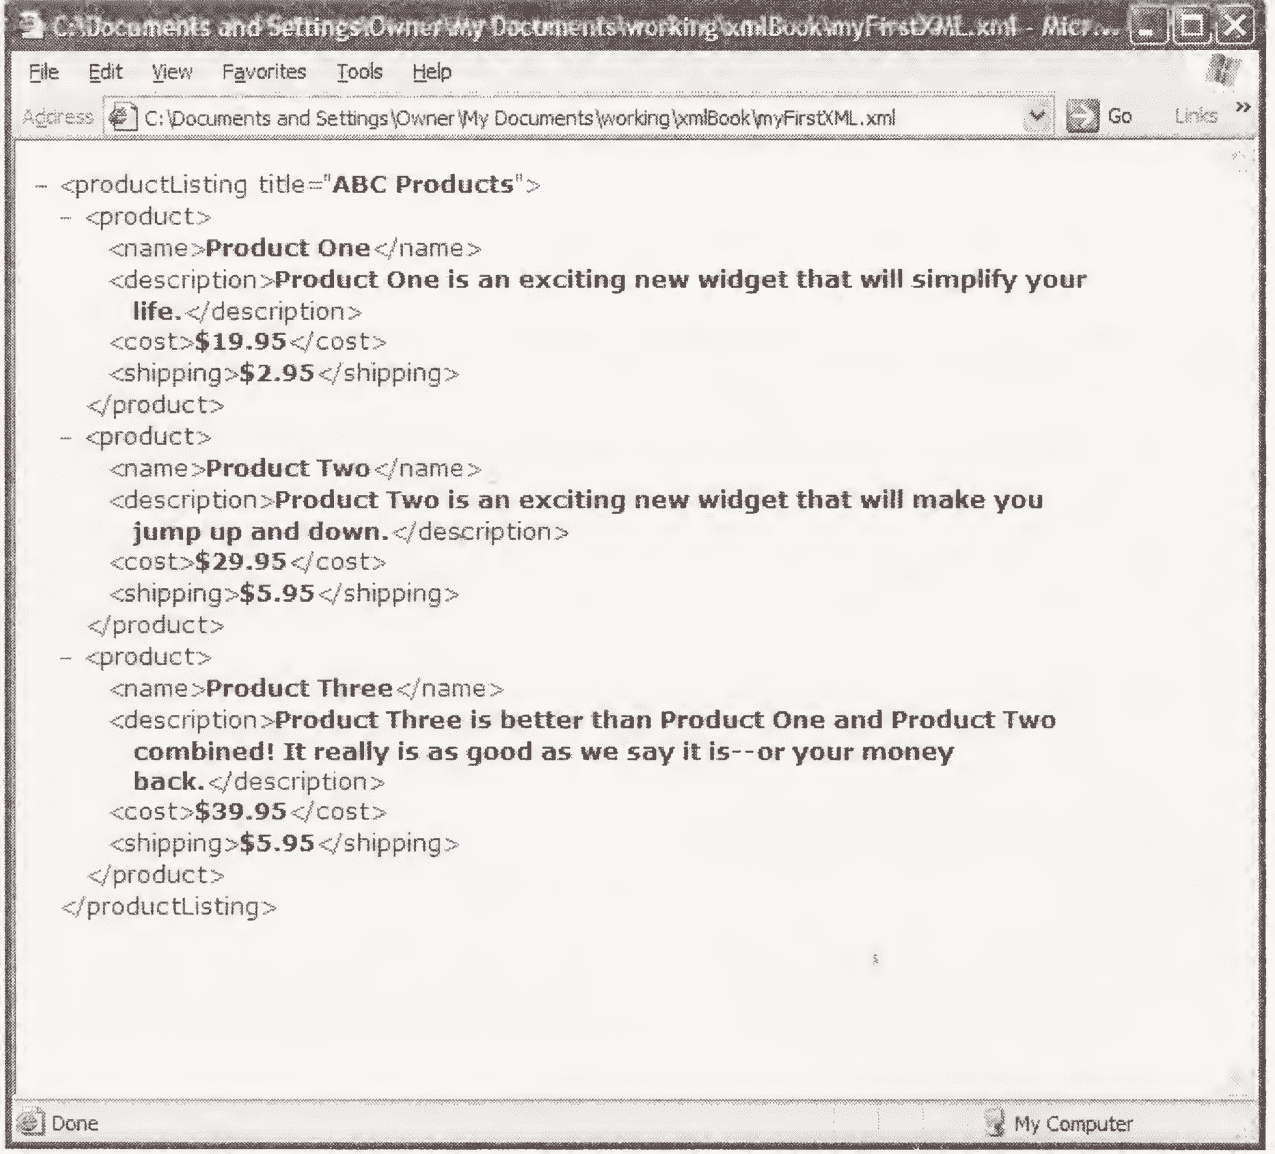 C:\Documents and Settings\Owner\My Documents\working\xmlBook\myFirstXML.xml - Micr...
File Edit View Favorites Tools Help
Address C:\Documents and Settings\Owner\My Documents\working\xmlBook\myFirstXML.xml Go Links »
- <productListing title="ABC Products">
- <product>
<name>Product One</name>
<description>Product One is an exciting new widget that will simplify your
life.</description>
<cost>$19.95</cost>
<shipping>$2.95</shipping>
</product>
- <product>
<name>Product Two</name>
<description>Product Two is an exciting new widget that will make you
jump up and down.</description>
<cost>$29.95</cost>
<shipping>$5.95</shipping>
</product>
- <product>
<name>Product Three</name>
<description>Product Three is better than Product One and Product Two
combined! It really is as good as we say it is--or your money
back.</description>
<cost>$39.95</cost>
<shipping>$5.95</shipping>
</product>
</productListing>
Done My Computer